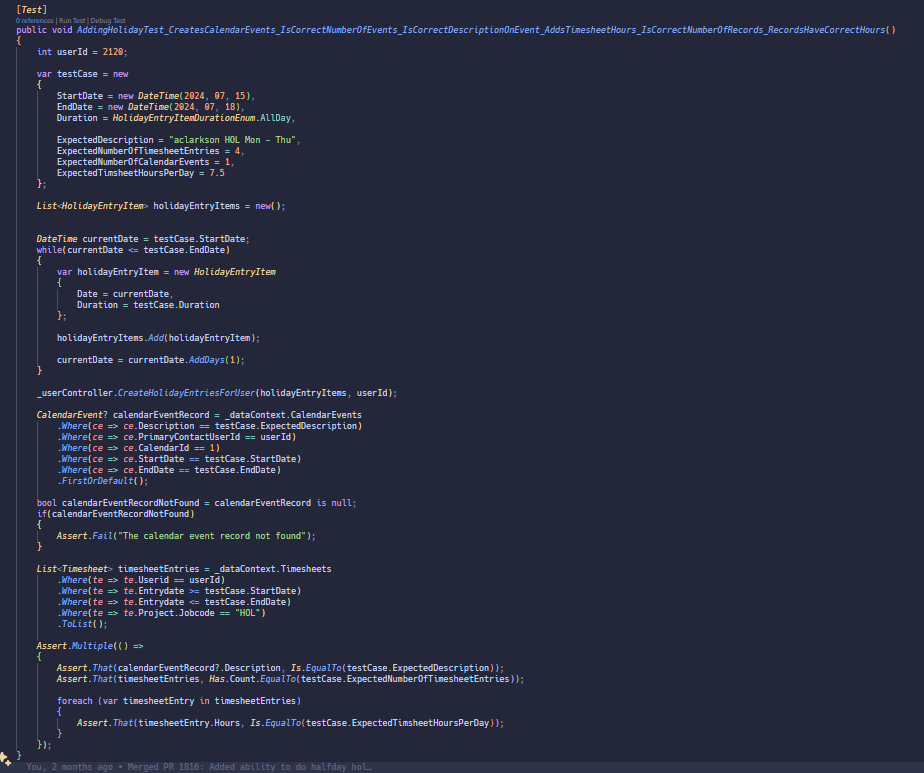 [Test]
0 references | Run Test | Debug Test
public void AddingHolidayTest_CreatesCalendarEvents_IsCorrectNumberOfEvents_IsCorrectDescriptionOnEvent_AddsTimesheetHours_IsCorrectNumberOfRecords_RecordsHaveCorrectHours()
{
int userId = 2120;
var testCase = new
{
StartDate = new DateTime(2024, 07, 15),
EndDate = new DateTime(2024, 07, 18),
Duration = HolidayEntryItemDurationEnum.AllDay,
ExpectedDescription = "aclarkson HOL Mon - Thu",
ExpectedNumberOfTimesheetEntries = 4,
ExpectedNumberOfCalendarEvents = 1,
ExpectedTimsheetHoursPerDay = 7.5
};
List<HolidayEntryItem> holidayEntryItems = new();
DateTime currentDate = testCase.StartDate;
while(currentDate <= testCase.EndDate)
{
var holidayEntryItem = new HolidayEntryItem
{
Date = currentDate,
Duration = testCase.Duration
};
holidayEntryItems.Add(holidayEntryItem);
currentDate = currentDate.AddDays(1);
}
_userController.CreateHolidayEntriesForUser(holidayEntryItems, userId);
CalendarEvent? calendarEventRecord = _dataContext.CalendarEvents
.Where(ce => ce.Description == testCase.ExpectedDescription)
.Where(ce => ce.PrimaryContactUserId == userId)
.Where(ce => ce.CalendarId == 1)
.Where(ce => ce.StartDate == testCase.StartDate)
.Where(ce => ce.EndDate == testCase.EndDate)
.FirstOrDefault();
bool calendarEventRecordNotFound = calendarEventRecord is null;
if(calendarEventRecordNotFound)
{
Assert.Fail("The calendar event record not found");
}
List<Timesheet> timesheetEntries = _dataContext.Timesheets
.Where(te => te.Userid == userId)
.Where(te => te.Entrydate >= testCase.StartDate)
.Where(te => te.Entrydate <= testCase.EndDate)
.Where(te => te.Project.Jobcode == "HOL")
.ToList();
Assert.Multiple(() =>
{
Assert.That(calendarEventRecord?.Description, Is.EqualTo(testCase.ExpectedDescription));
Assert.That(timesheetEntries, Has.Count.EqualTo(testCase.ExpectedNumberOfTimesheetEntries));
foreach (var timesheetEntry in timesheetEntries)
{
Assert.That(timesheetEntry.Hours, Is.EqualTo(testCase.ExpectedTimsheetHoursPerDay));
}
});
}
You, 2 months ago • Merged PR 1816: Added ability to do halfday hol…